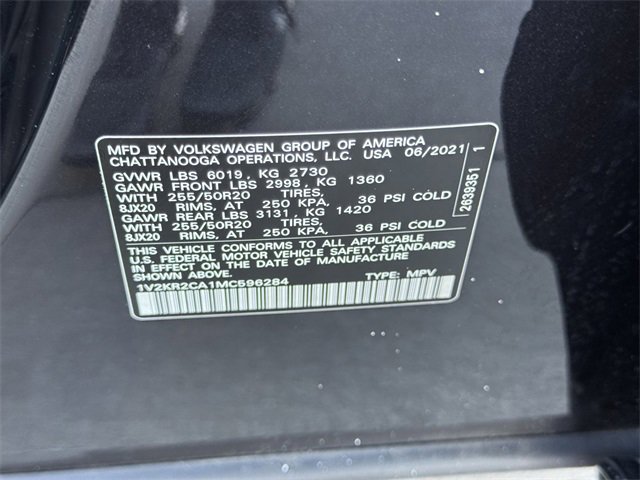 MFD BY VOLKSWAGEN GROUP OF AMERICA
CHATTANOOGA OPERATIONS, LLC. USA 06/2021
GVWR LBS 6019, KG 2730
GAWR FRONT LBS 2998, KG 1360
WITH 255/50R20 TIRES,
8JX20 RIMS, AT 250 KPA, 36 PSI COLD
GAWR REAR LBS 3131, KG 1420
WITH 255/50R20 TIRES,
8JX20 RIMS, AT 250 KPA, 36 PSI COLD
THIS VEHICLE CONFORMS TO ALL APPLICABLE
U.S. FEDERAL MOTOR VEHICLE SAFETY STANDARDS
IN EFFECT ON THE DATE OF MANUFACTURE
SHOWN ABOVE.
1V2KR2CA1MC596284 TYPE: MPV
2639351 1